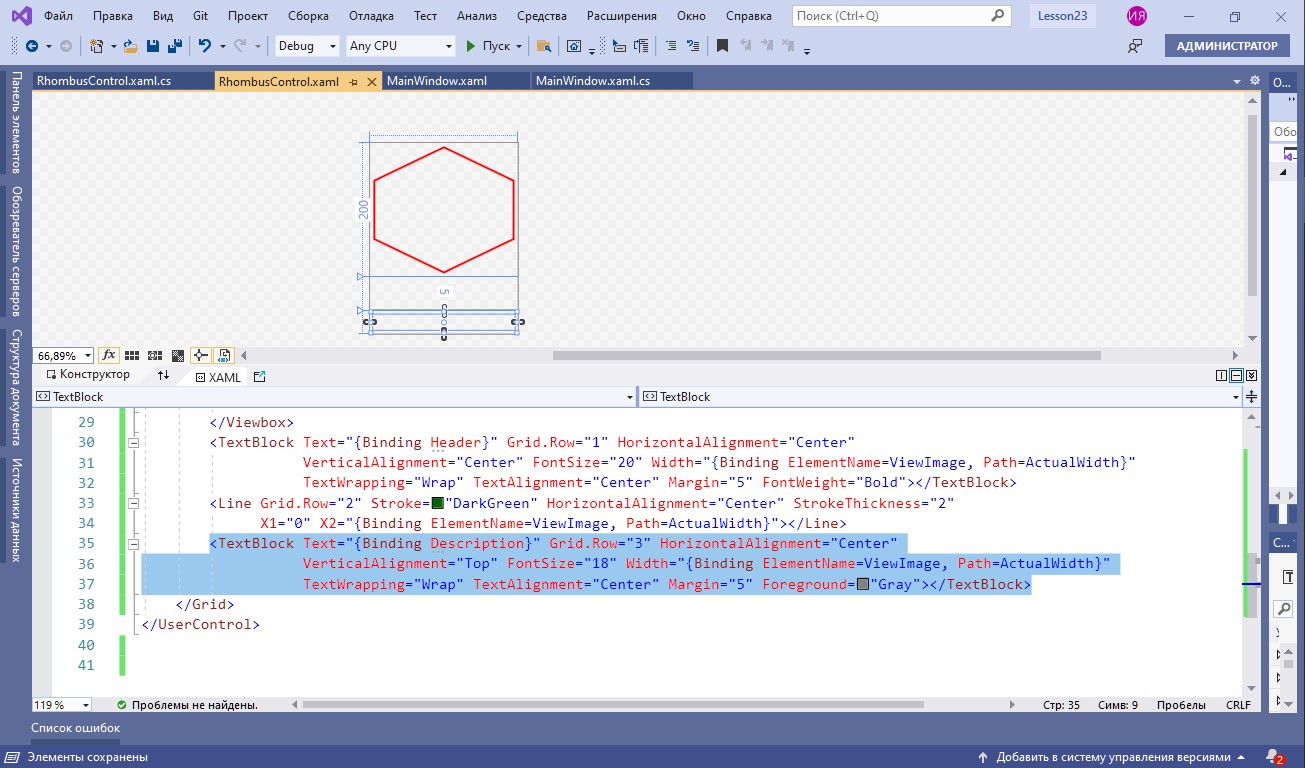 Файл Правка Вид Git Проект Сборка Отладка Тест Анализ Средства Расширения Окно Справка Поиск (Ctrl+Q) Lesson23 ИЯ
Debug Any CPU Пуск АДМИНИСТРАТОР
RhombusControl.xaml.cs RhombusControl.xaml MainWindow.xaml MainWindow.xaml.cs О...
Панель элементов
Обозреватель серверов
Структура документа
Источники данных
Обо
200
5
66,89% fx
Конструктор XAML
TextBlock TextBlock
29 </Viewbox>
30 <TextBlock Text="{Binding Header}" Grid.Row="1" HorizontalAlignment="Center"
31 VerticalAlignment="Center" FontSize="20" Width="{Binding ElementName=ViewImage, Path=ActualWidth}"
32 TextWrapping="Wrap" TextAlignment="Center" Margin="5" FontWeight="Bold"></TextBlock>
33 <Line Grid.Row="2" Stroke="DarkGreen" HorizontalAlignment="Center" StrokeThickness="2"
34 X1="0" X2="{Binding ElementName=ViewImage, Path=ActualWidth}"></Line>
35 <TextBlock Text="{Binding Description}" Grid.Row="3" HorizontalAlignment="Center"
36 VerticalAlignment="Top" FontSize="18" Width="{Binding ElementName=ViewImage, Path=ActualWidth}"
37 TextWrapping="Wrap" TextAlignment="Center" Margin="5" Foreground="Gray"></TextBlock>
38 </Grid>
39 </UserControl>
40
41
С...
119 % Проблемы не найдены. Стр: 35 Симв: 9 Пробелы CRLF
Список ошибок
Элементы сохранены Добавить в систему управления версиями 2